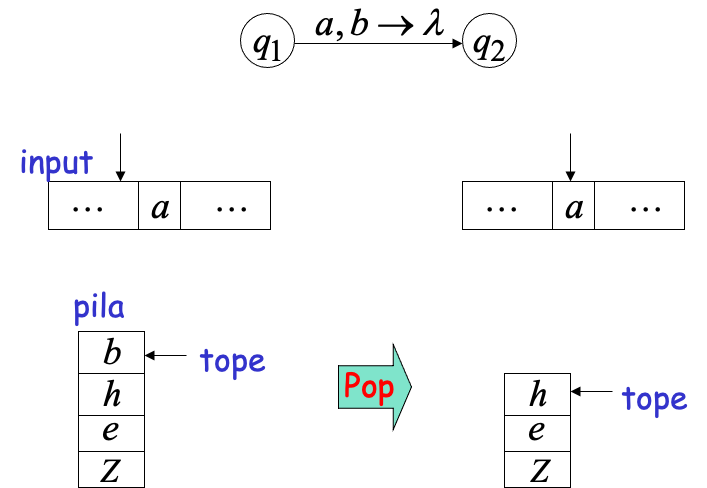 q₁ a, b → λ q₂
input
⋯ a ⋯
⋯ a ⋯
pila
b
tope
h
e
Z
Pop
h
tope
e
Z